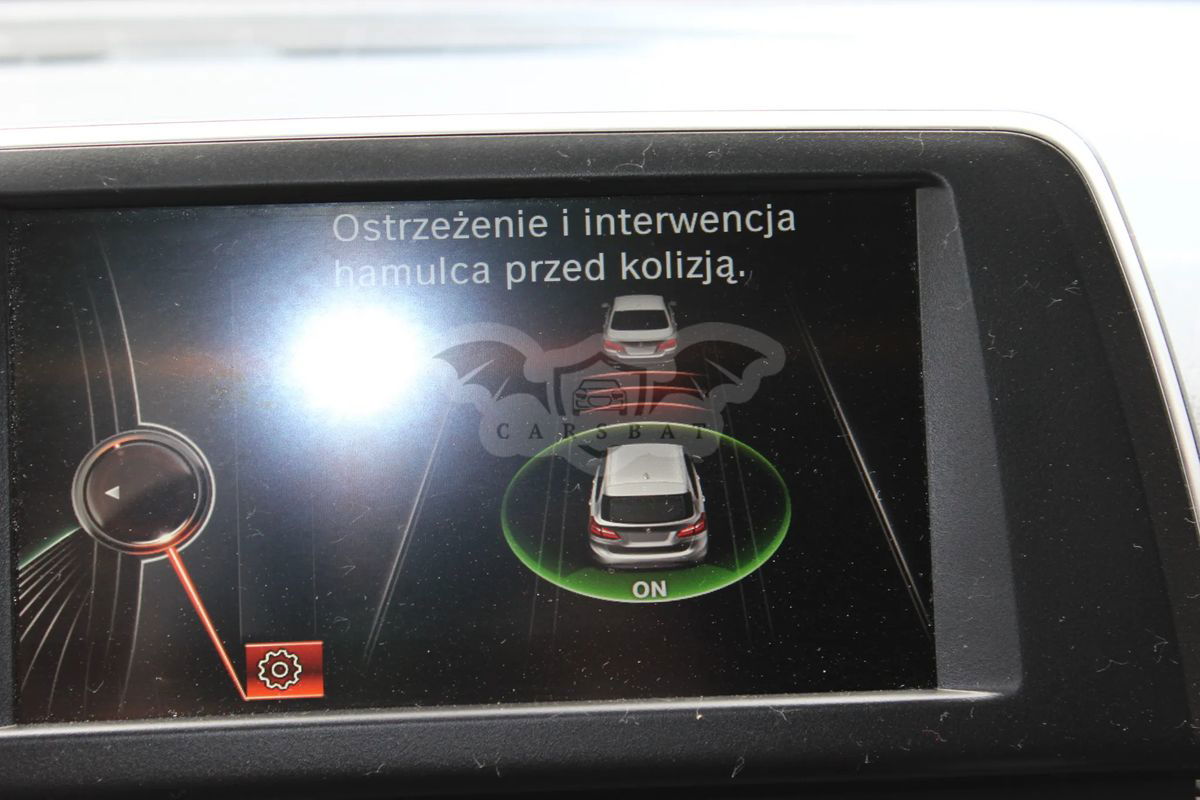 Ostrzeżenie i interwencja
hamulca przed kolizją.
CARSBAT
ON